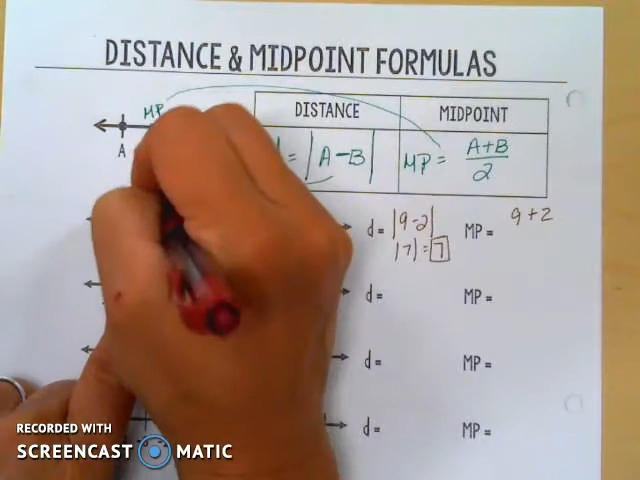 DISTANCE & MIDPOINT FORMULAS
MP
A
DISTANCE
MIDPOINT
= |A-B|
MP = A+B/2
d = |9-2|
|7| = 7
MP =
9+2
d =
MP =
d =
MP =
d =
MP =
RECORDED WITH
SCREENCAST MATIC